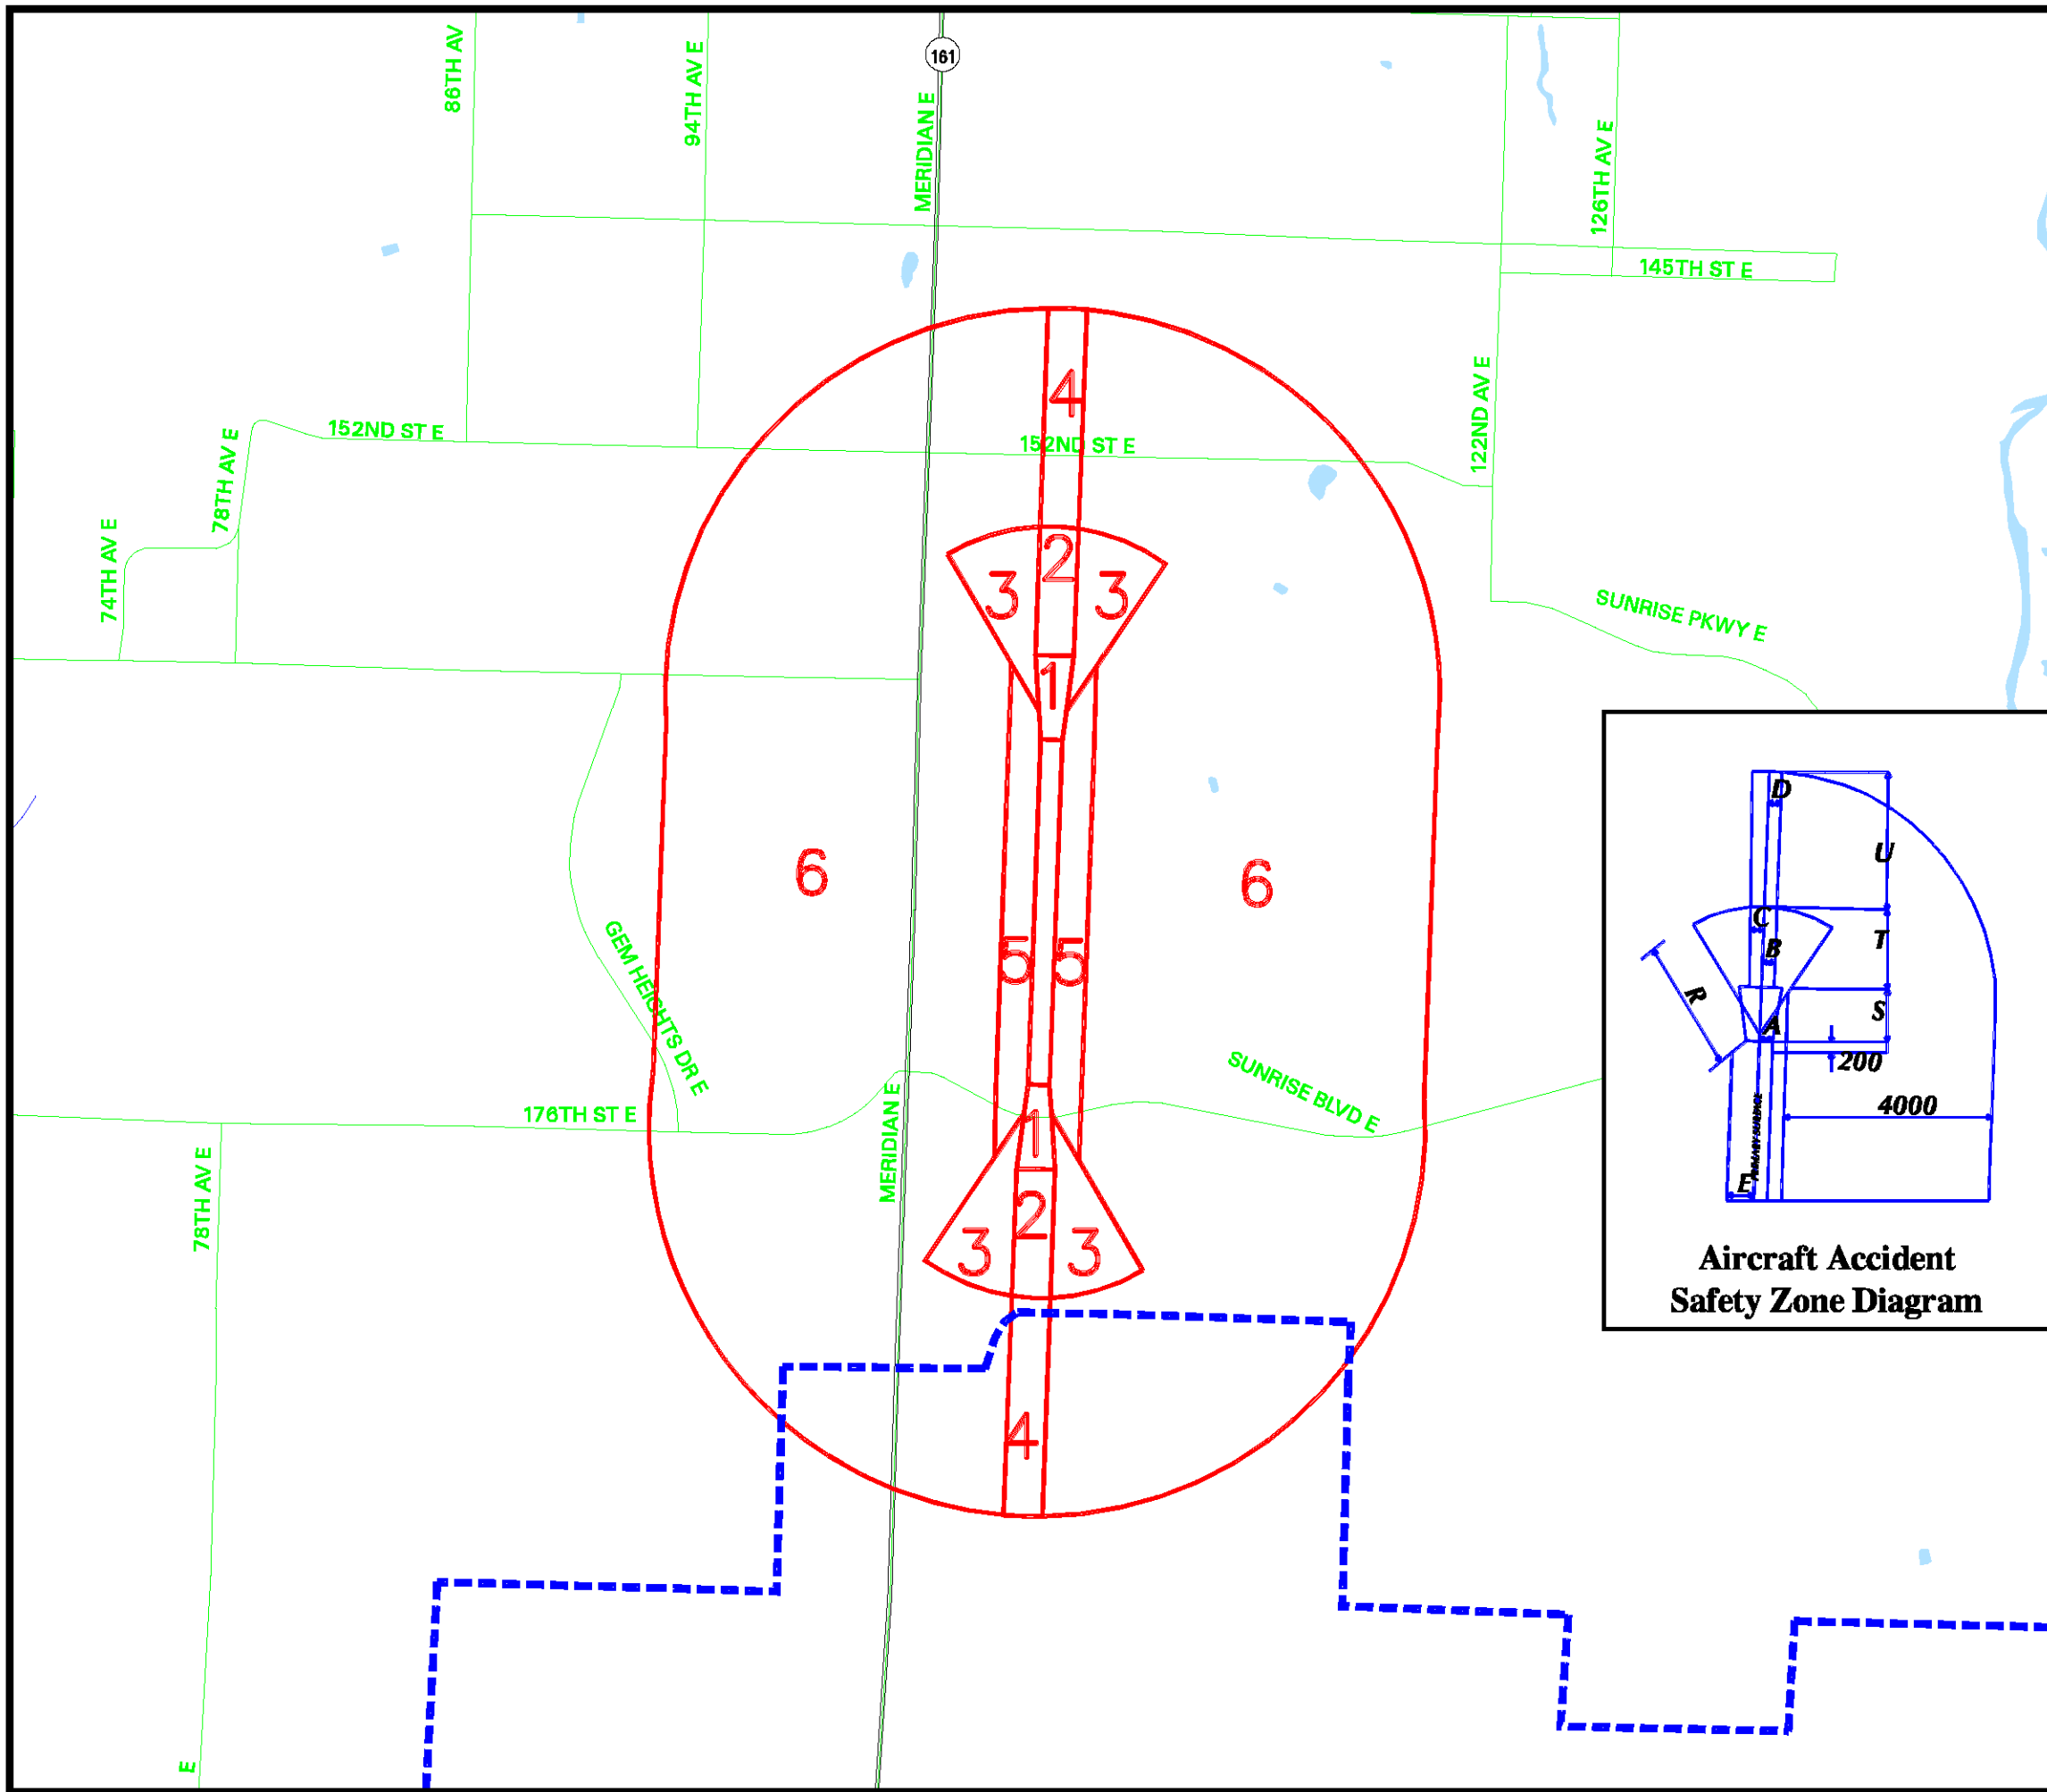 86TH AV
94TH AV E
161
MERIDIAN E
126TH AV E
145TH ST E
4
152ND ST E
152ND ST E
122ND AV E
78TH AV E
74TH AV E
2
3
3
SUNRISE PKWY E
1
6
6
5
5
GEM HEIGHTS DR E
SUNRISE BLVD E
176TH ST E
MERIDIAN E
78TH AV E
1
2
3
3
4
E
D
U
C
B
T
R
S
A
200
4000
PRIMARY SURFACE
E
Aircraft Accident
Safety Zone Diagram